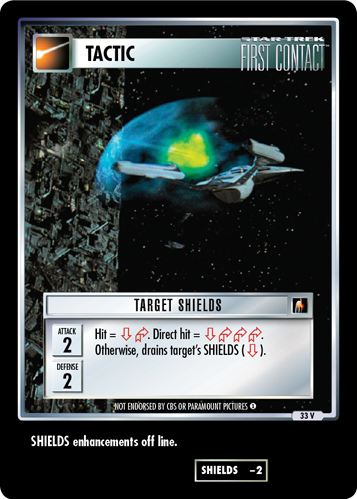 TACTIC
STAR TREK
FIRST CONTACT™
TARGET SHIELDS
ATTACK
2
Hit = ⇩ ↷. Direct hit = ⇩ ↷ ↷ ↷.
Otherwise, drains target's SHIELDS (⇩).
DEFENSE
2
NOT ENDORSED BY CBS OR PARAMOUNT PICTURES
33 V
SHIELDS enhancements off line.
SHIELDS -2